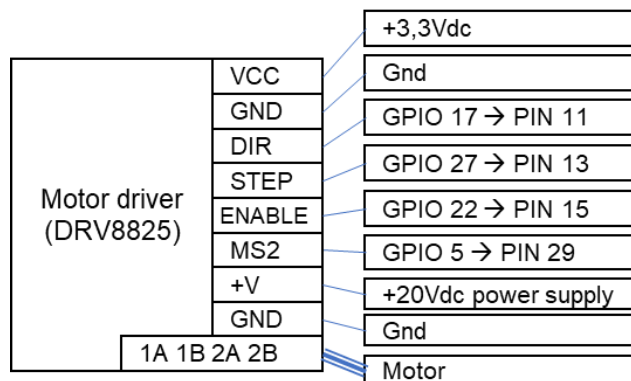 +3,3Vdc
VCC
Gnd
GND
GPIO 17 → PIN 11
DIR
GPIO 27 → PIN 13
STEP
Motor driver
(DRV8825)
GPIO 22 → PIN 15
ENABLE
GPIO 5 → PIN 29
MS2
+V
+20Vdc power supply
GND
Gnd
1A 1B 2A 2B
Motor